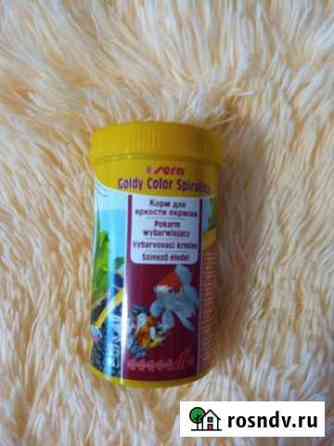 sera
Goldy Color Spirulina
Корм для
яркости окраски
Pokarm
wybarwiający
Vybarvovací krmivo
Színező eledel
rosndv.ru